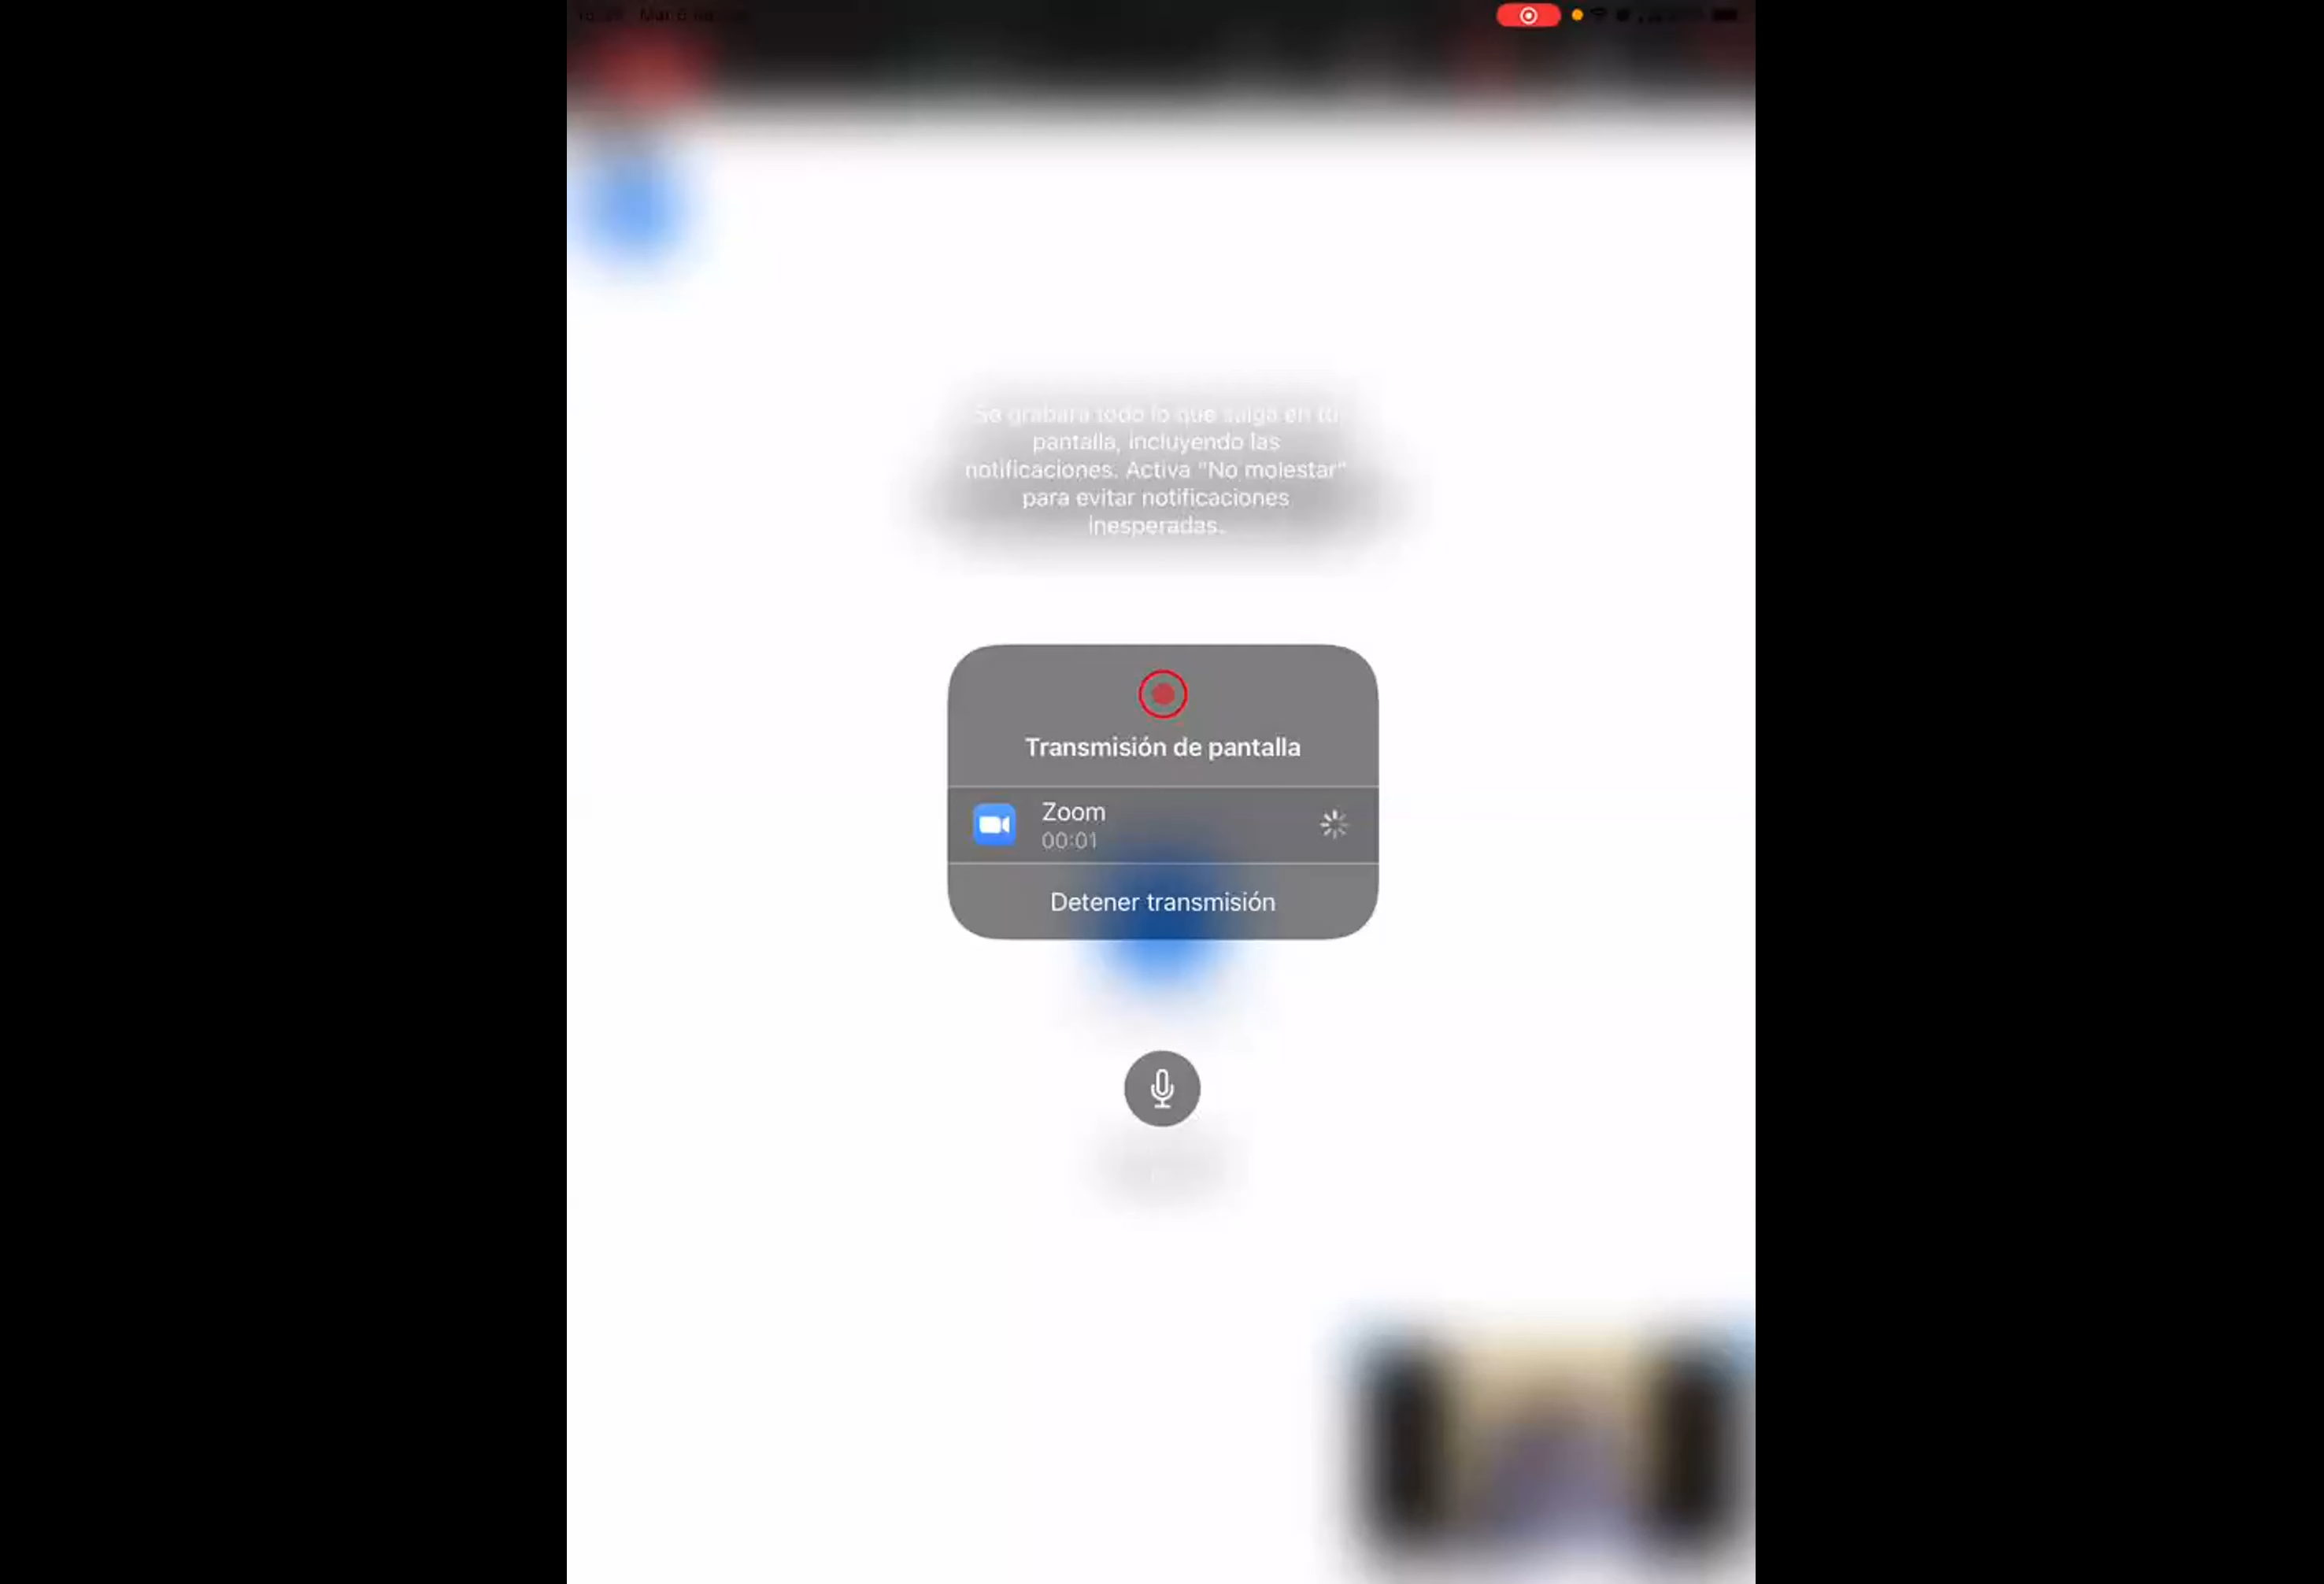 Se grabará todo lo que salga en tu
pantalla, incluyendo las
notificaciones. Activa "No molestar"
para evitar notificaciones
inesperadas.
Transmisión de pantalla
Zoom
00:01
Detener transmisión